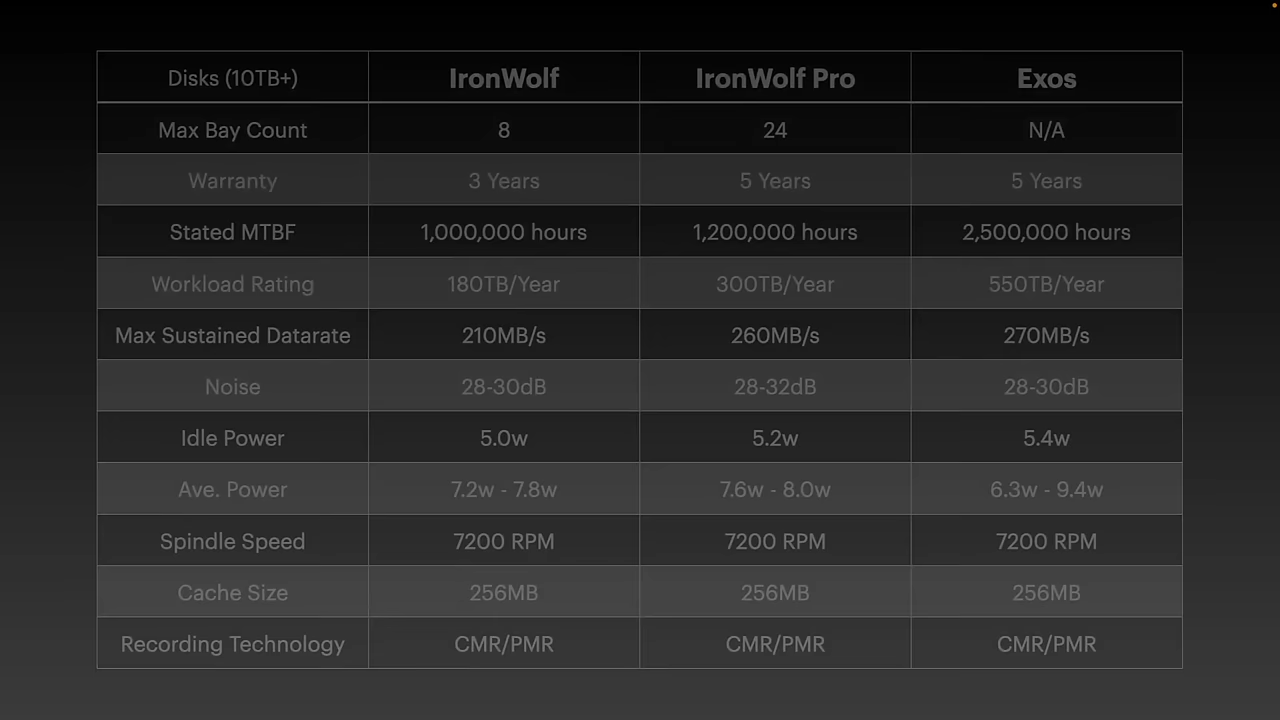 Disks (10TB+) IronWolf IronWolf Pro Exos
Max Bay Count 8 24 N/A
Warranty 3 Years 5 Years 5 Years
Stated MTBF 1,000,000 hours 1,200,000 hours 2,500,000 hours
Workload Rating 180TB/Year 300TB/Year 550TB/Year
Max Sustained Datarate 210MB/s 260MB/s 270MB/s
Noise 28-30dB 28-32dB 28-30dB
Idle Power 5.0w 5.2w 5.4w
Ave. Power 7.2w - 7.8w 7.6w - 8.0w 6.3w - 9.4w
Spindle Speed 7200 RPM 7200 RPM 7200 RPM
Cache Size 256MB 256MB 256MB
Recording Technology CMR/PMR CMR/PMR CMR/PMR